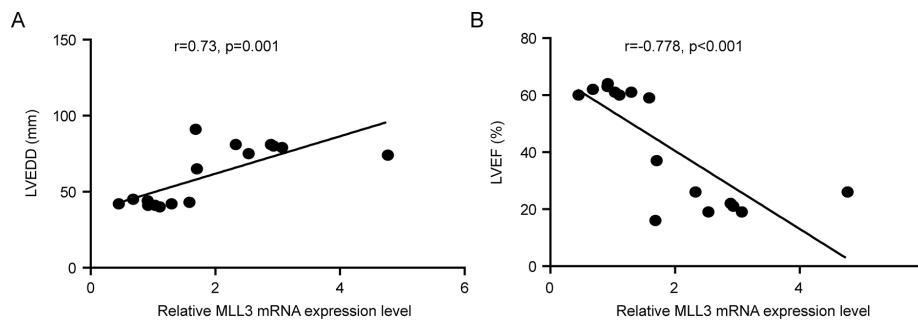 A
r=0.73, p=0.001
150
100
50
0
LVEDD (mm)
0 2 4 6
Relative MLL3 mRNA expression level
B
r=-0.778, p<0.001
80
60
40
20
0
LVEF (%)
0 2 4
Relative MLL3 mRNA expression level